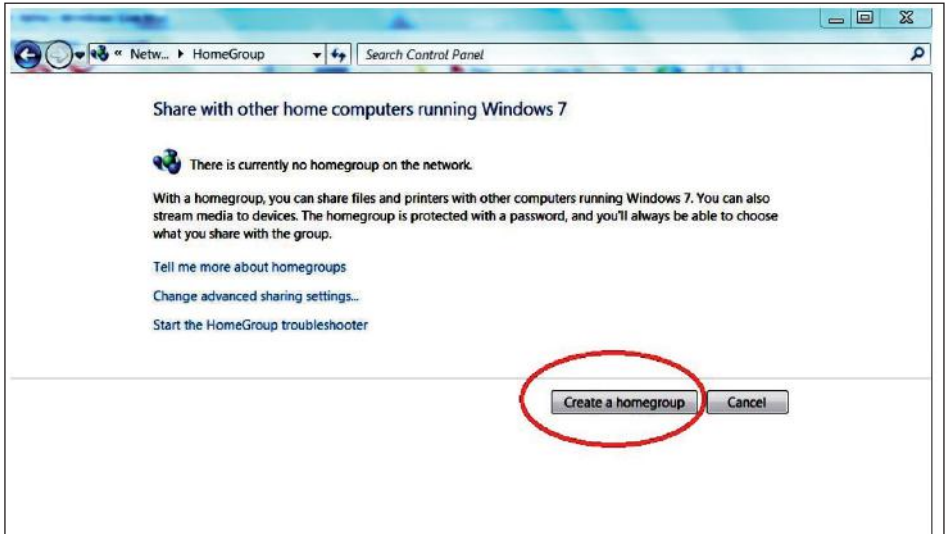 « Netw... ▸ HomeGroup Search Control Panel
Share with other home computers running Windows 7
There is currently no homegroup on the network.
With a homegroup, you can share files and printers with other computers running Windows 7. You can also
stream media to devices. The homegroup is protected with a password, and you'll always be able to choose
what you share with the group.
Tell me more about homegroups
Change advanced sharing settings...
Start the HomeGroup troubleshooter
Create a homegroup Cancel